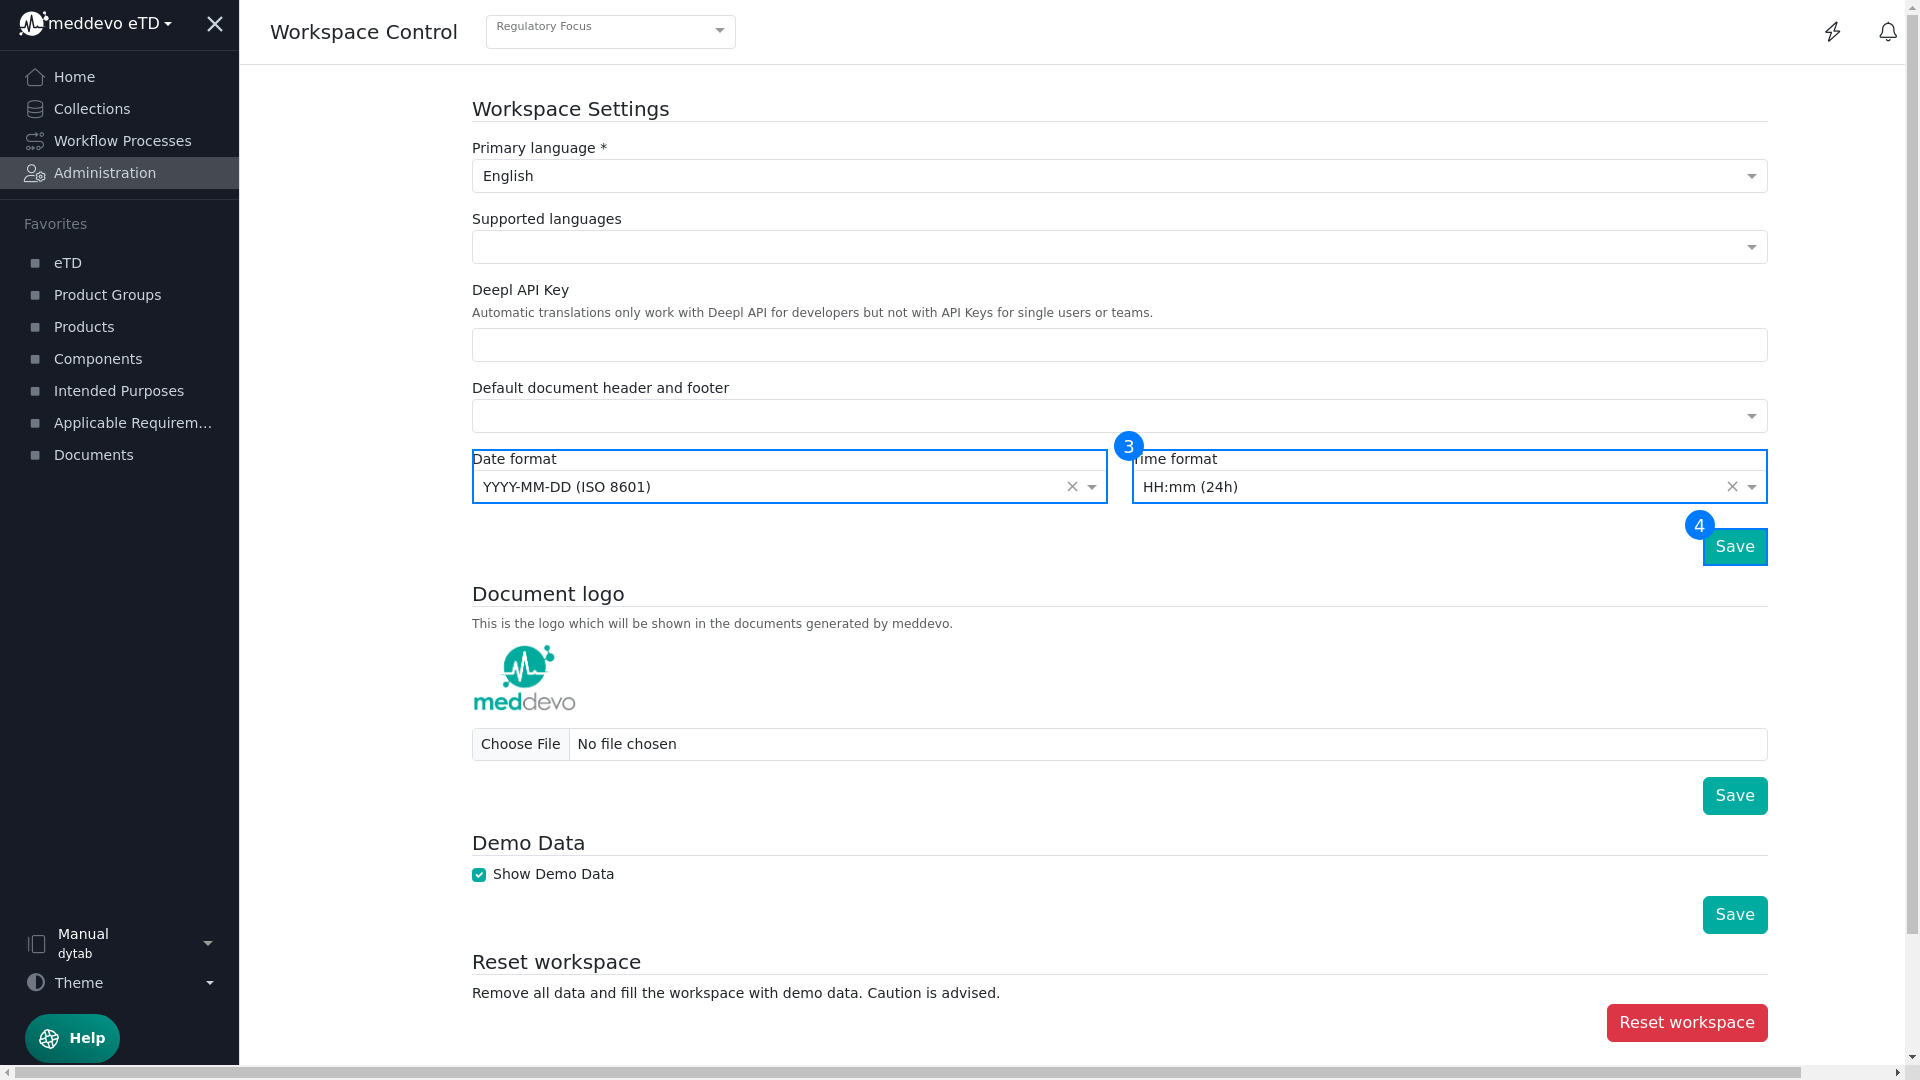 meddevo eTD
Home
Collections
Workflow Processes
Administration
Favorites
eTD
Product Groups
Products
Components
Intended Purposes
Applicable Requirem...
Documents
Manual
dytab
Theme
Help
Workspace Control
Regulatory Focus
Workspace Settings
Primary language *
English
Supported languages
Deepl API Key
Automatic translations only work with Deepl API for developers but not with API Keys for single users or teams.
Default document header and footer
Date format
YYYY-MM-DD (ISO 8601)
3
Time format
HH:mm (24h)
4
Save
Document logo
This is the logo which will be shown in the documents generated by meddevo.
meddevo
Choose File
No file chosen
Save
Demo Data
Show Demo Data
Save
Reset workspace
Remove all data and fill the workspace with demo data. Caution is advised.
Reset workspace